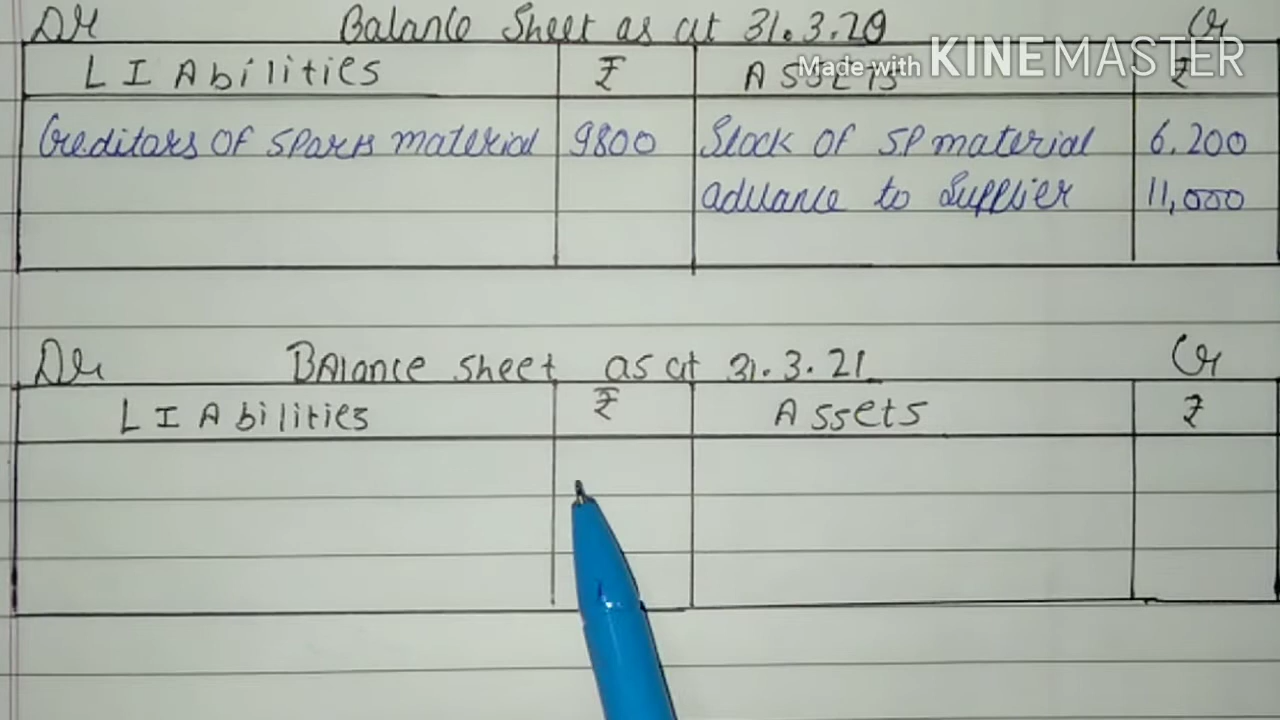 Dr Balance Sheet as at 31.3.20 Cr
Made with KINEMASTER
LIAbilities ₹ ASSETS ₹
Creditors OF SPorts material 9800 Stock OF SP material 6,200
advance to Supplier 11,000
Dr BAlance sheet as at 31.3.21 Cr
LIAbilities ₹ Assets ₹